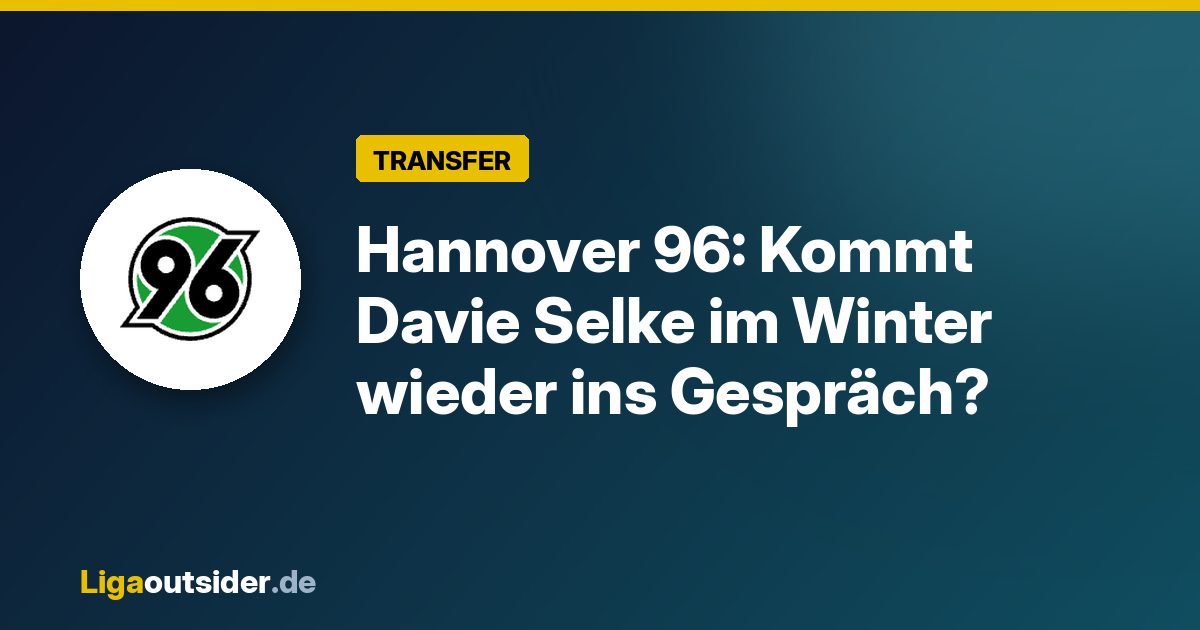 TRANSFER
96
Hannover 96: Kommt
Davie Selke im Winter
wieder ins Gespräch?
Ligaoutsider.de